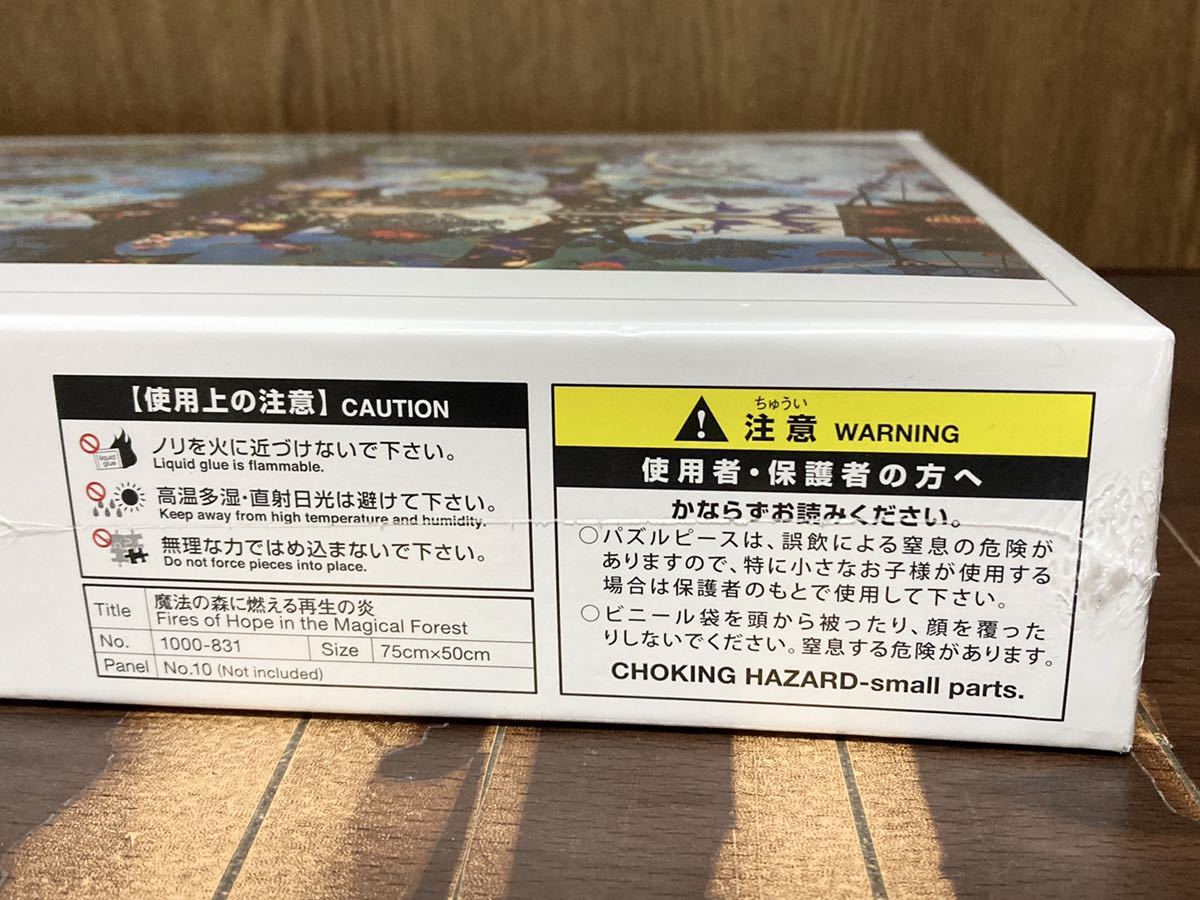 【使用上の注意】 CAUTION
liquid glue
ノリを火に近づけないで下さい。
Liquid glue is flammable.
高温多湿・直射日光は避けて下さい。
Keep away from high temperature and humidity.
無理な力ではめ込まないで下さい。
Do not force pieces into place.
Title 魔法の森に燃える再生の炎
Fires of Hope in the Magical Forest
No. 1000-831 Size 75cm×50cm
Panel No.10 (Not included)
ちゅうい
注意 WARNING
使用者・保護者の方へ
かならずお読みください。
○パズルピースは、誤飲による窒息の危険が
ありますので、特に小さなお子様が使用する
場合は保護者のもとで使用して下さい。
○ビニール袋を頭から被ったり、顔を覆った
りしないでください。窒息する危険があります。
CHOKING HAZARD-small parts.